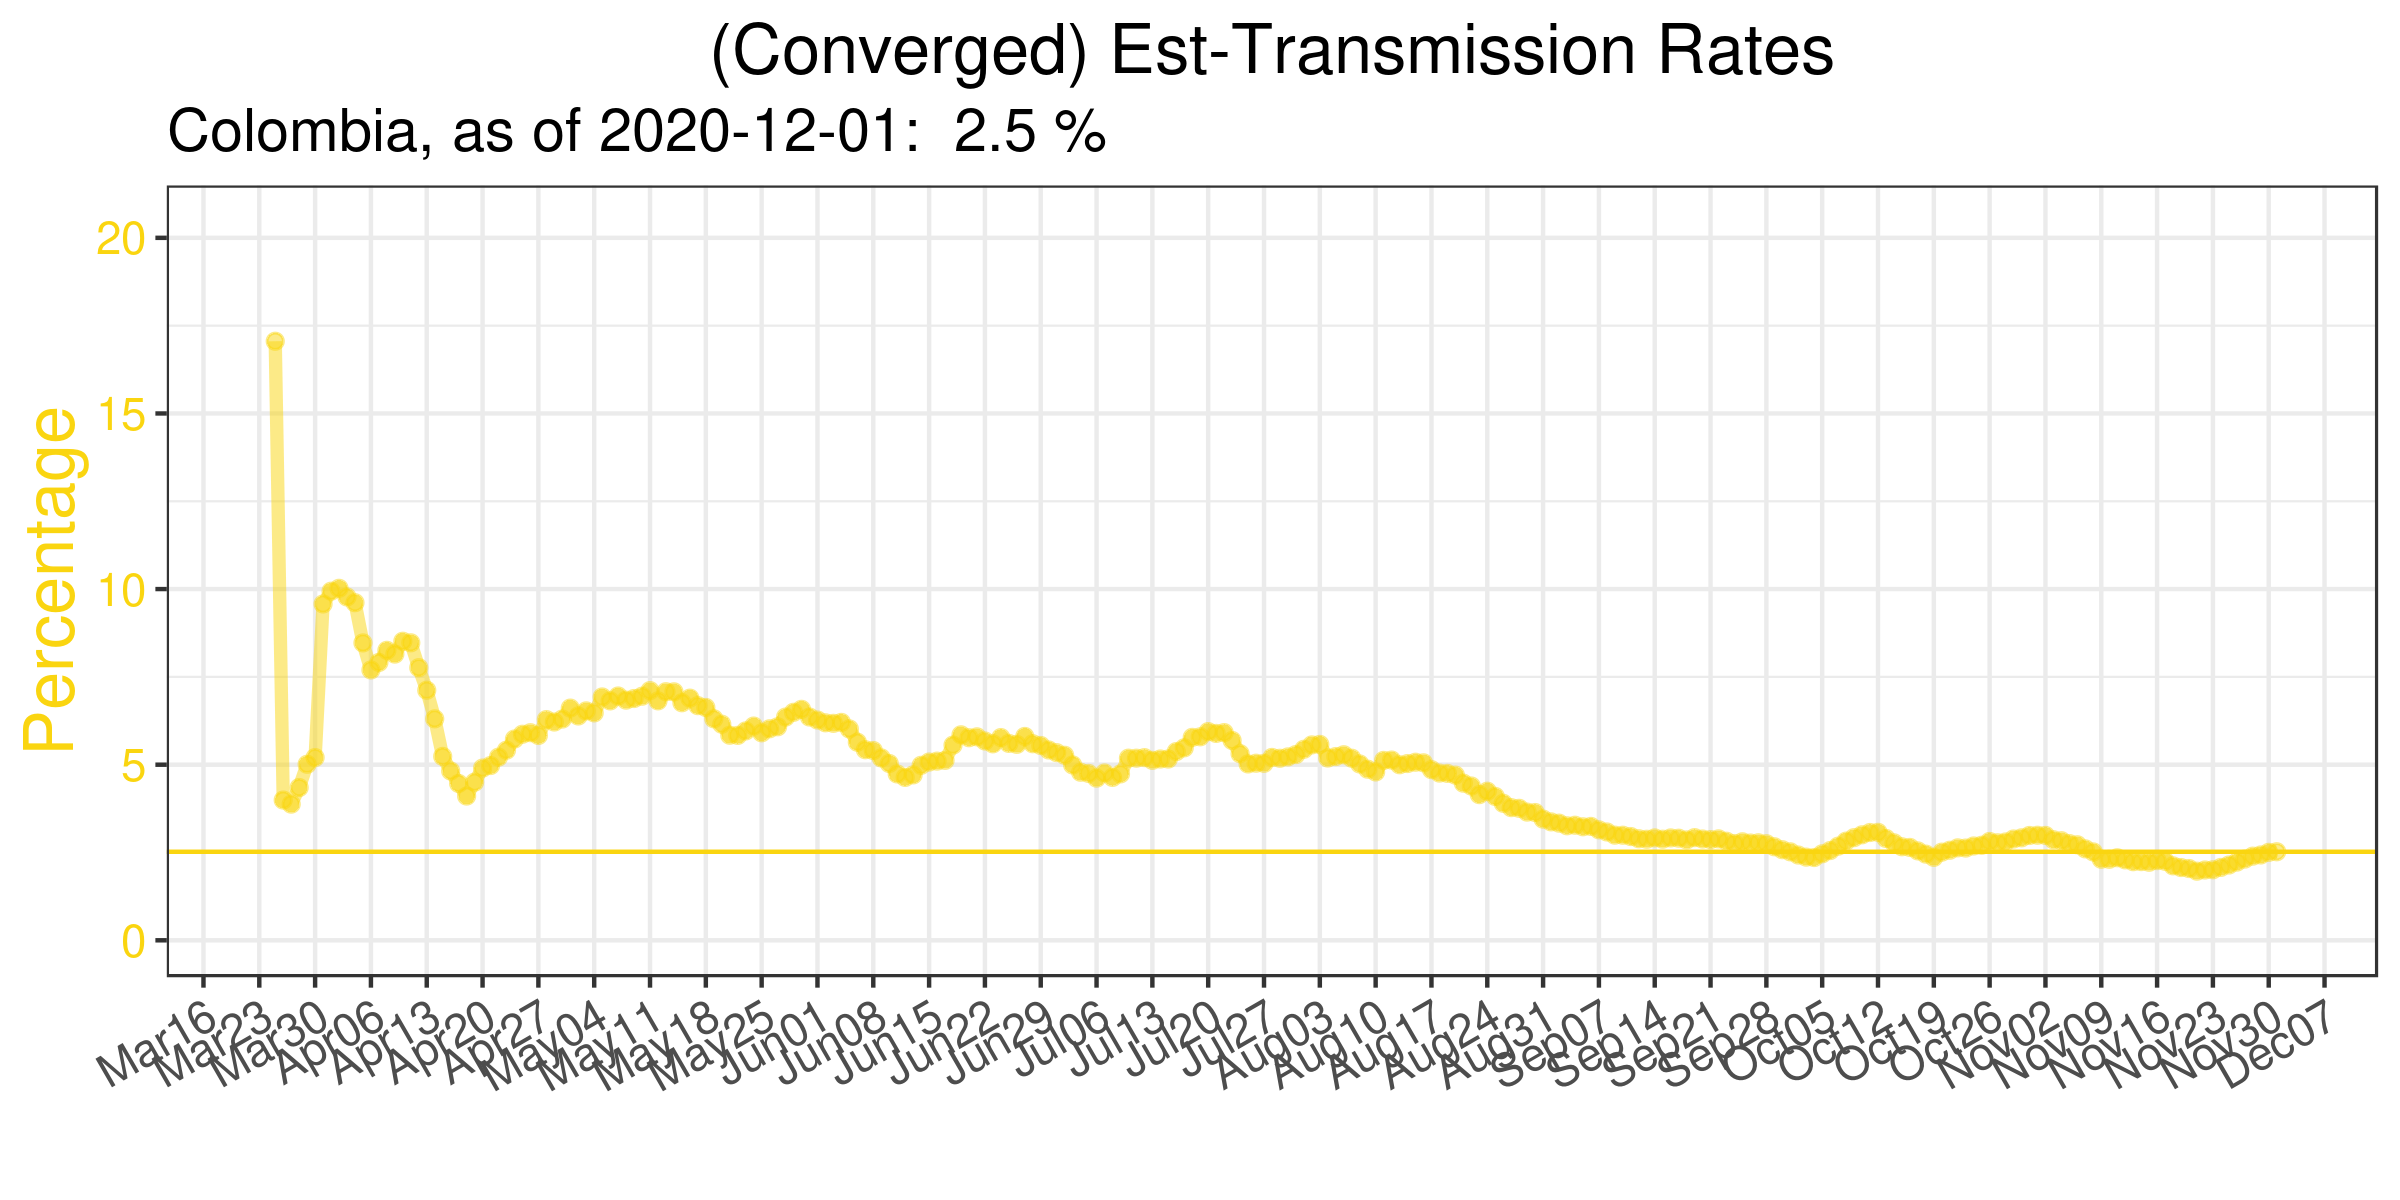 (Converged) Est-Transmission Rates
Colombia, as of 2020-12-01:  2.5 %
Percentage
20
15
10
5
0
Mar16
Mar23
Mar30
Apr06
Apr13
Apr20
Apr27
May04
May11
May18
May25
Jun01
Jun08
Jun15
Jun22
Jun29
Jul06
Jul13
Jul20
Jul27
Aug03
Aug10
Aug17
Aug24
Aug31
Sep07
Sep14
Sep21
Sep28
Oct05
Oct12
Oct19
Oct26
Nov02
Nov09
Nov16
Nov23
Nov30
Dec07